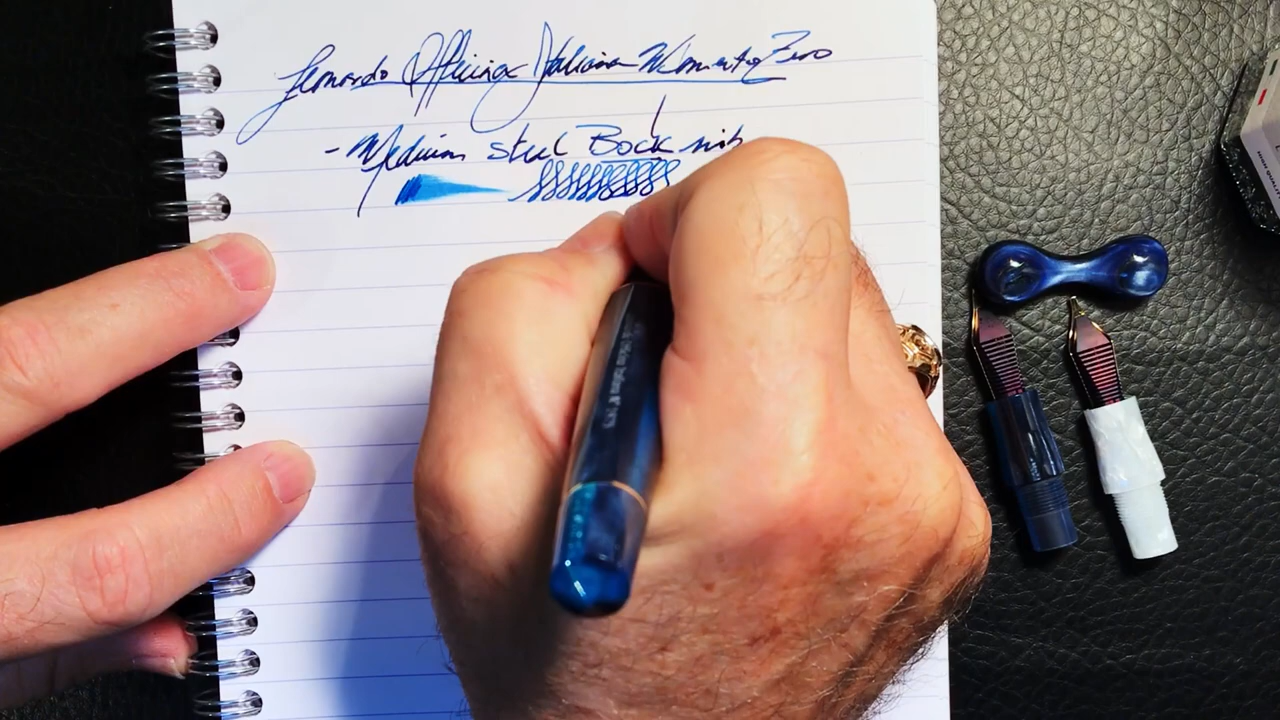 Leonardo Officina Italiana Momento Zero
- Medium steel Bock nib